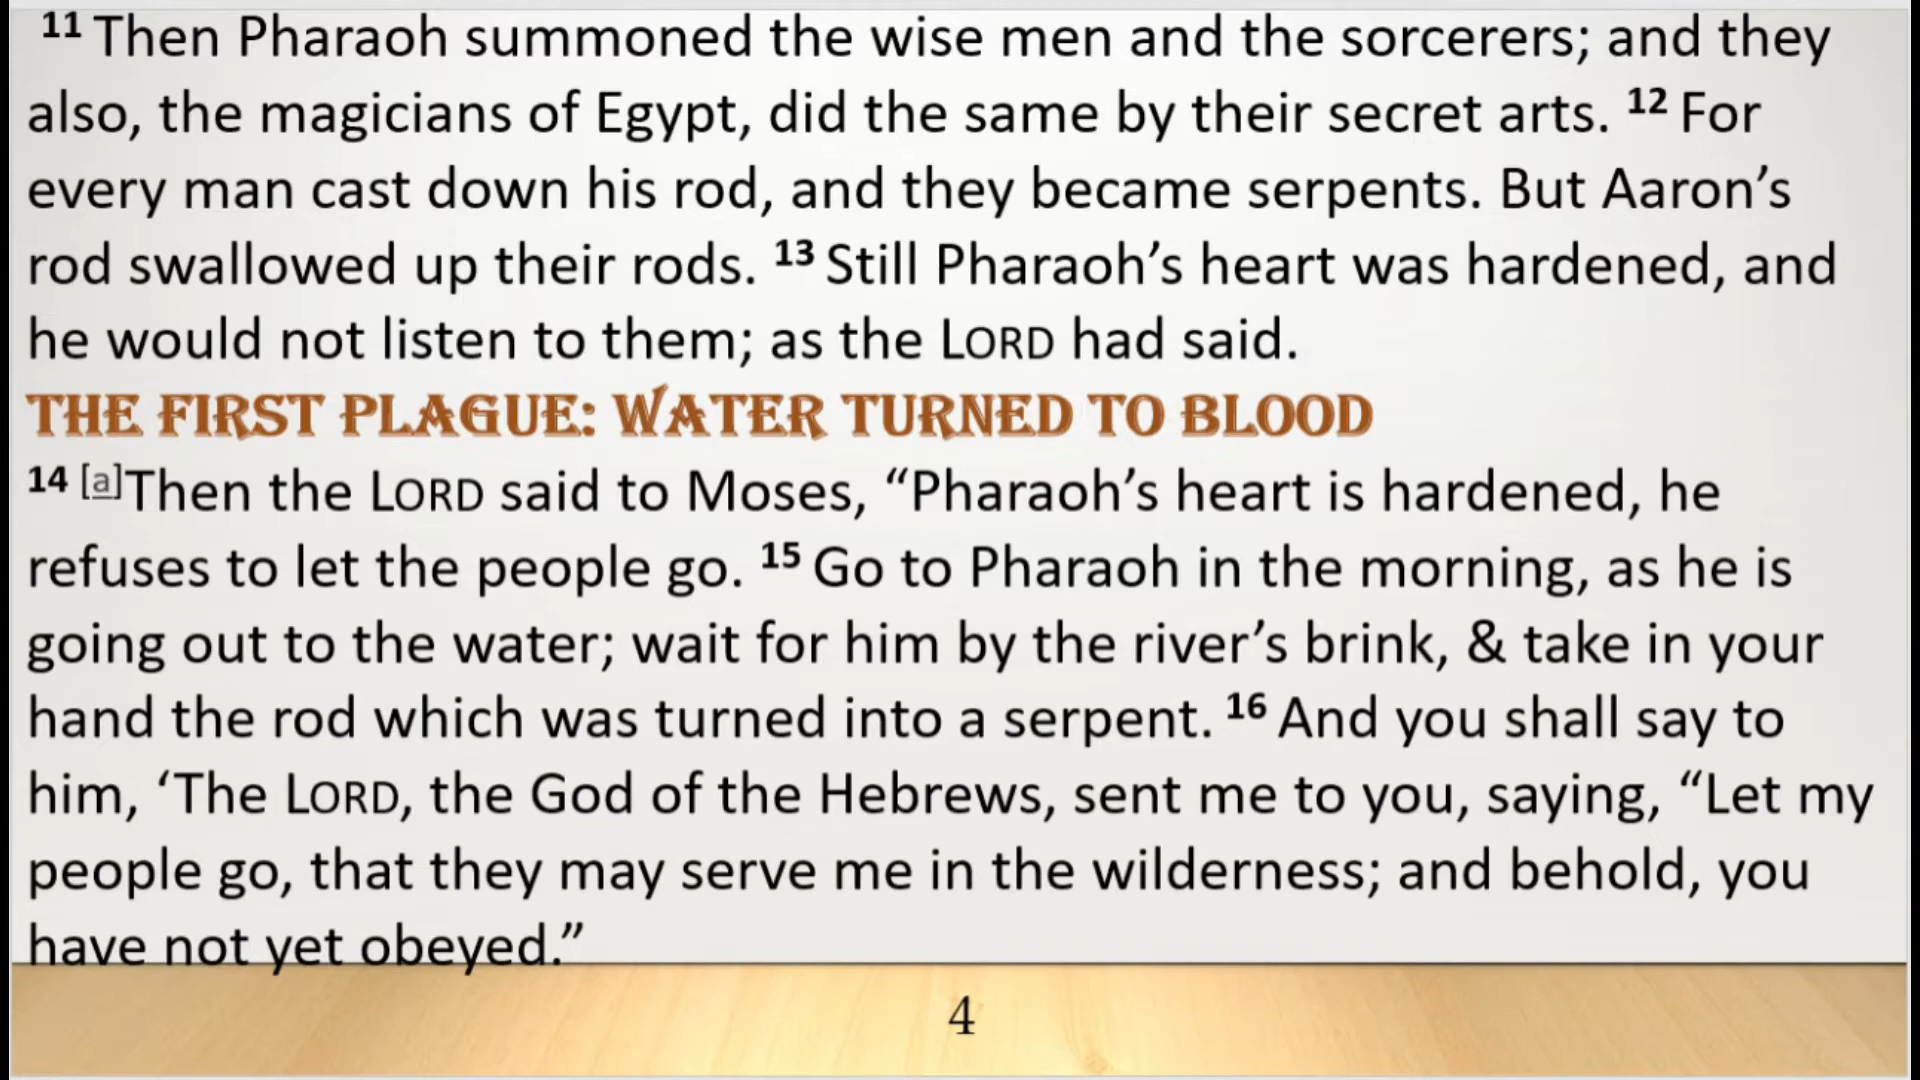 11 Then Pharaoh summoned the wise men and the sorcerers; and they
also, the magicians of Egypt, did the same by their secret arts. 12 For
every man cast down his rod, and they became serpents. But Aaron’s
rod swallowed up their rods. 13 Still Pharaoh’s heart was hardened, and
he would not listen to them; as the LORD had said.
THE FIRST PLAGUE: WATER TURNED TO BLOOD
14 [a]Then the LORD said to Moses, “Pharaoh’s heart is hardened, he
refuses to let the people go. 15 Go to Pharaoh in the morning, as he is
going out to the water; wait for him by the river’s brink, & take in your
hand the rod which was turned into a serpent. 16 And you shall say to
him, ‘The LORD, the God of the Hebrews, sent me to you, saying, “Let my
people go, that they may serve me in the wilderness; and behold, you
have not yet obeyed.”
4